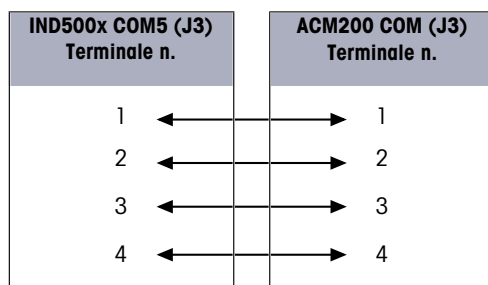 IND500x COM5 (J3)
Terminale n.
ACM200 COM (J3)
Terminale n.
1 1
2 2
3 3
4 4